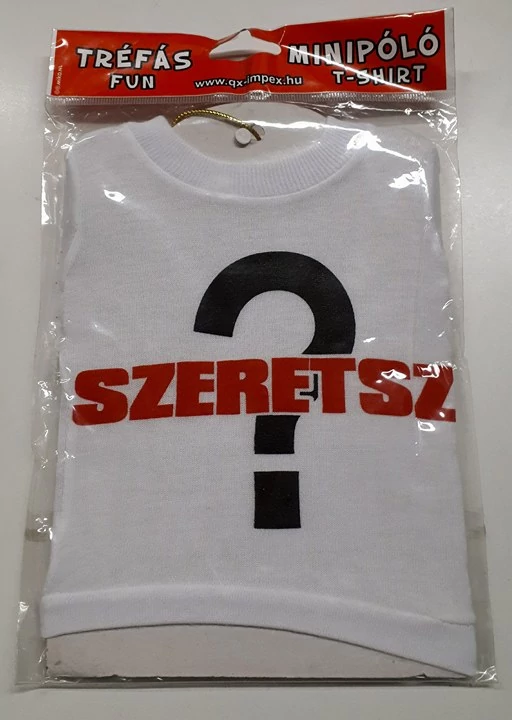 TRÉFÁS MINIPÓLÓ
FUN www.qx-impex.hu T-SHIRT
?
SZERETSZ